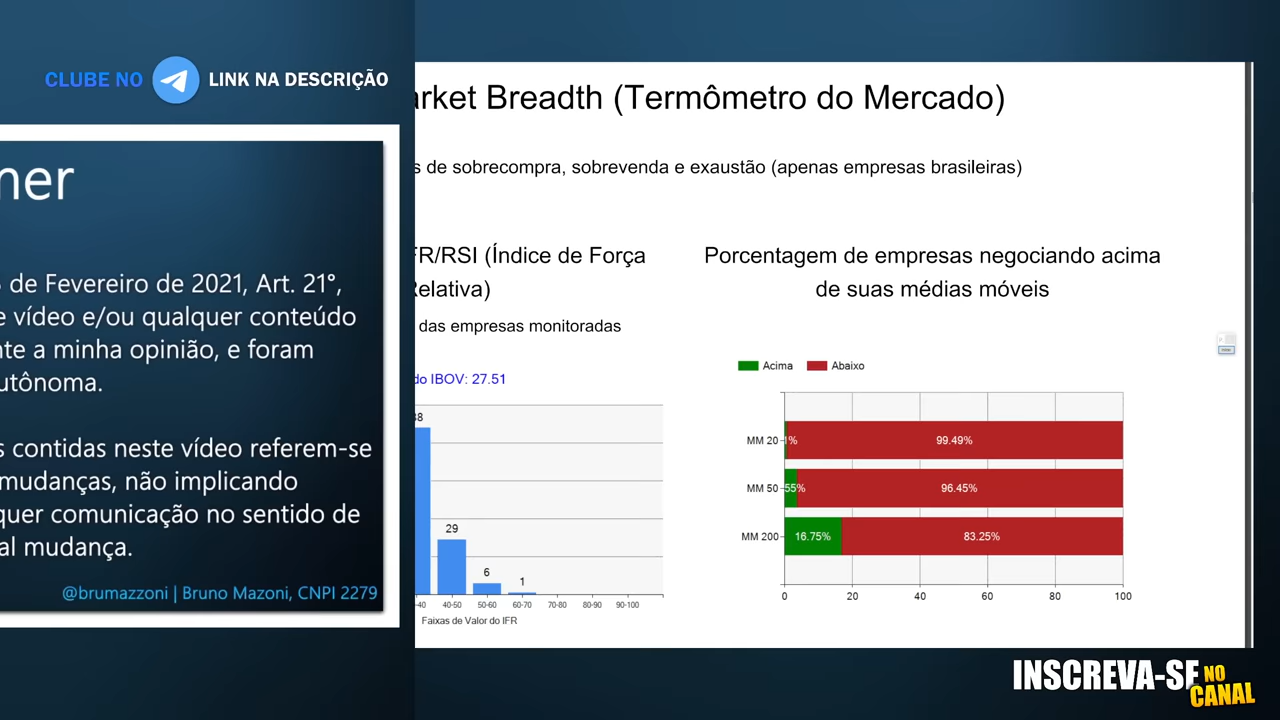 CLUBE NO LINK NA DESCRIÇÃO
ner
de Fevereiro de 2021, Art. 21°,
e vídeo e/ou qualquer conteúdo
nte a minha opinião, e foram
utônoma.
s contidas neste vídeo referem-se
mudanças, não implicando
quer comunicação no sentido de
al mudança.
@brumazzoni | Bruno Mazoni, CNPI 2279
arket Breadth (Termômetro do Mercado)
s de sobrecompra, sobrevenda e exaustão (apenas empresas brasileiras)
FR/RSI (Índice de Força
Relativa)
das empresas monitoradas
do IBOV: 27.51
38
29
6
1
-40 40-50 50-60 60-70 70-80 80-90 90-100
Faixas de Valor do IFR
Porcentagem de empresas negociando acima
de suas médias móveis
Acima Abaixo
MM 20 1% 99.49%
MM 50 55% 96.45%
MM 200 16.75% 83.25%
0 20 40 60 80 100
INSCREVA-SE NO
CANAL